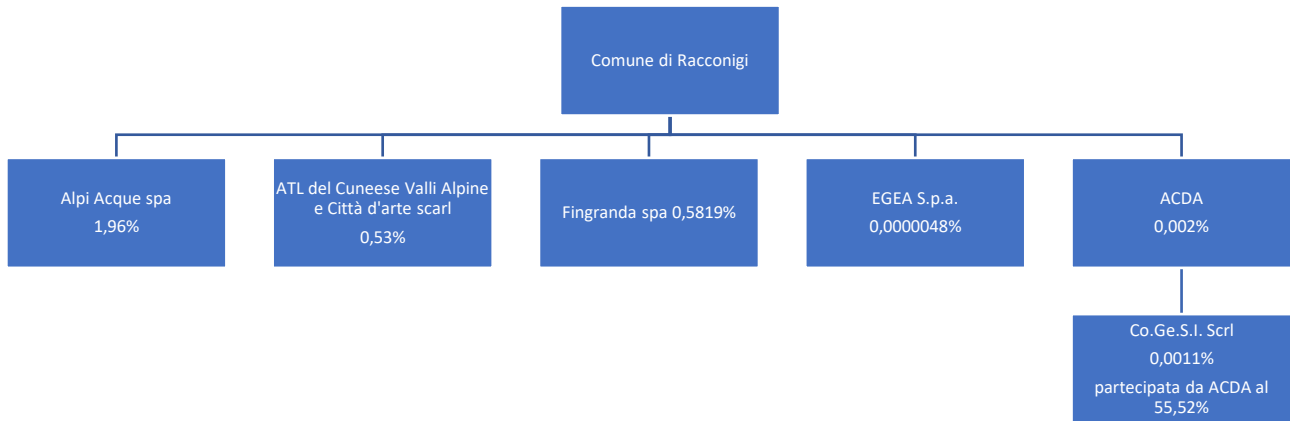 Comune di Racconigi
Alpi Acque spa
1,96%
ATL del Cuneese Valli Alpine
e Città d'arte scarl
0,53%
Fingranda spa 0,5819%
EGEA S.p.a.
0,0000048%
ACDA
0,002%
Co.Ge.S.I. Scrl
0,0011%
partecipata da ACDA al
55,52%